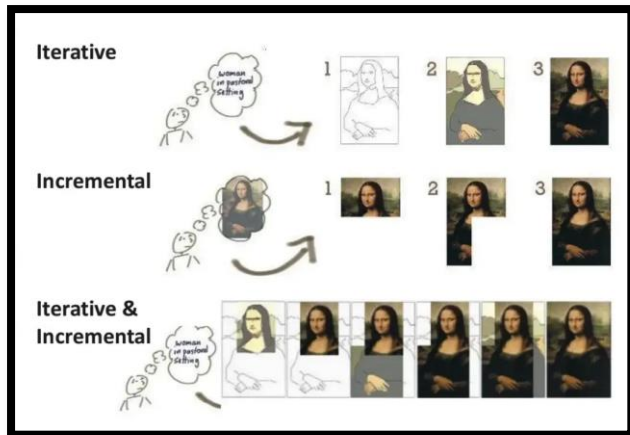 Iterative
woman
in pastoral
setting
1
2
3
Incremental
1
2
3
Iterative &
Incremental
woman
in pastoral
setting